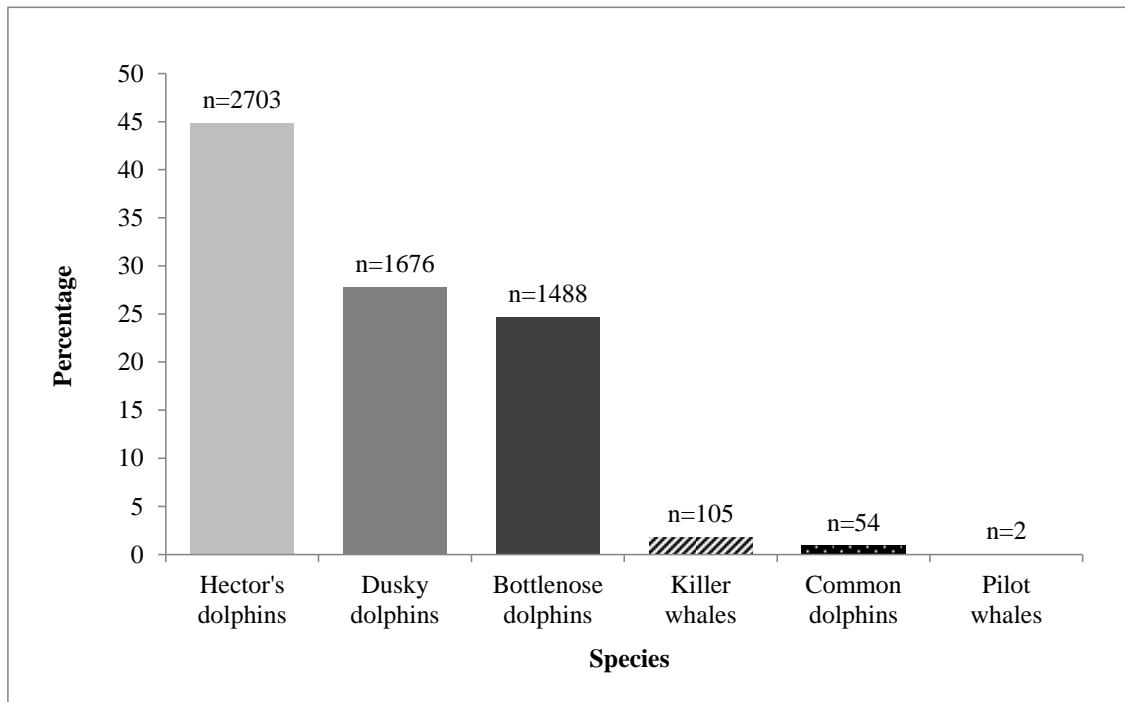 50
45
40
35
30
25
20
15
10
5
0
Percentage
n=2703
n=1676
n=1488
n=105
n=54
n=2
Hector's
dolphins
Dusky
dolphins
Bottlenose
dolphins
Killer
whales
Common
dolphins
Pilot
whales
Species